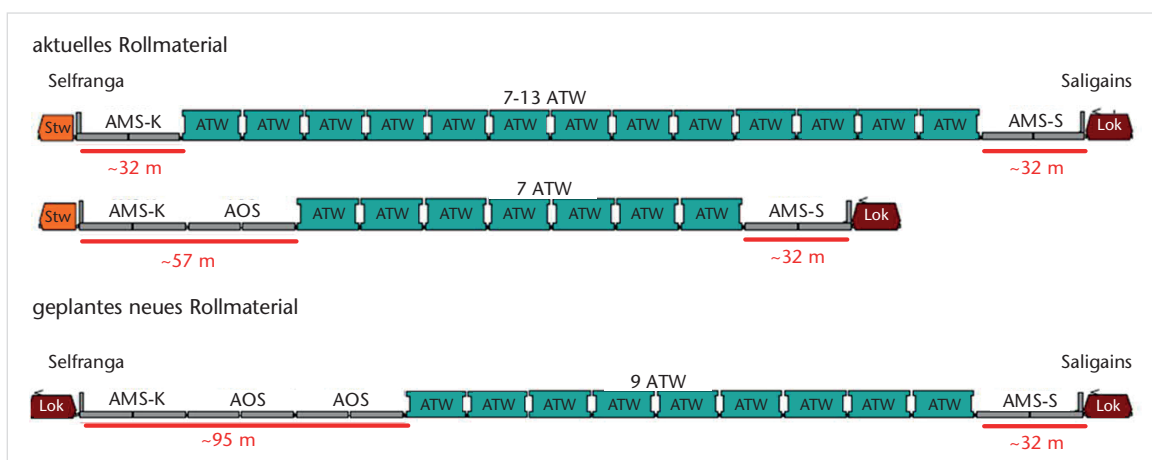 aktuelles Rollmaterial
Selfranga Saligains
7-13 ATW
Stw AMS-K ATW ATW ATW ATW ATW ATW ATW ATW ATW ATW ATW ATW ATW AMS-S Lok
~32 m ~32 m
7 ATW
Stw AMS-K AOS ATW ATW ATW ATW ATW ATW ATW AMS-S Lok
~57 m ~32 m
geplantes neues Rollmaterial
Selfranga Saligains
9 ATW
Lok AMS-K AOS AOS ATW ATW ATW ATW ATW ATW ATW ATW ATW AMS-S Lok
~95 m ~32 m